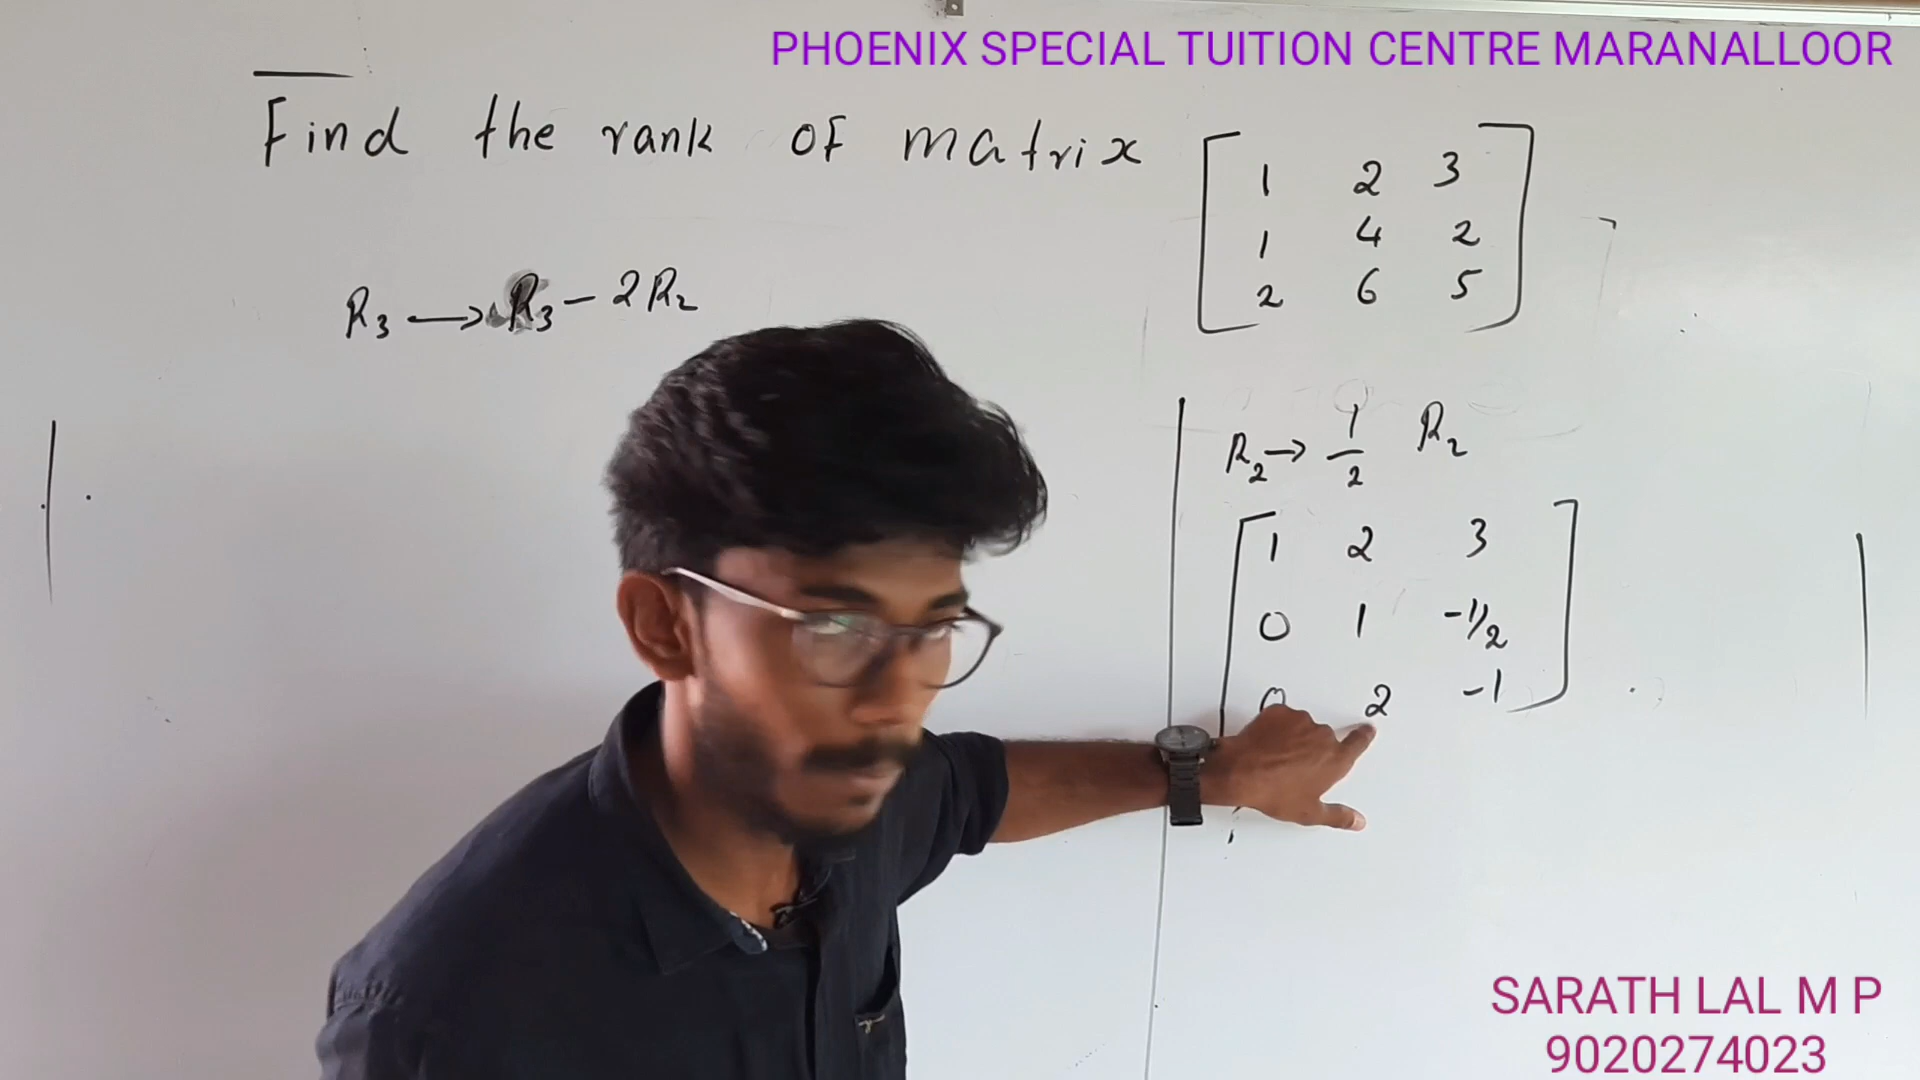 PHOENIX SPECIAL TUITION CENTRE MARANALLOOR
Find the rank of matrix
1 2 3
1 4 2
2 6 5
R₃ → R₃ - 2R₂
R₂ → 1/2 R₂
1 2 3
0 1 -1/2
0 2 -1
SARATH LAL M P
9020274023